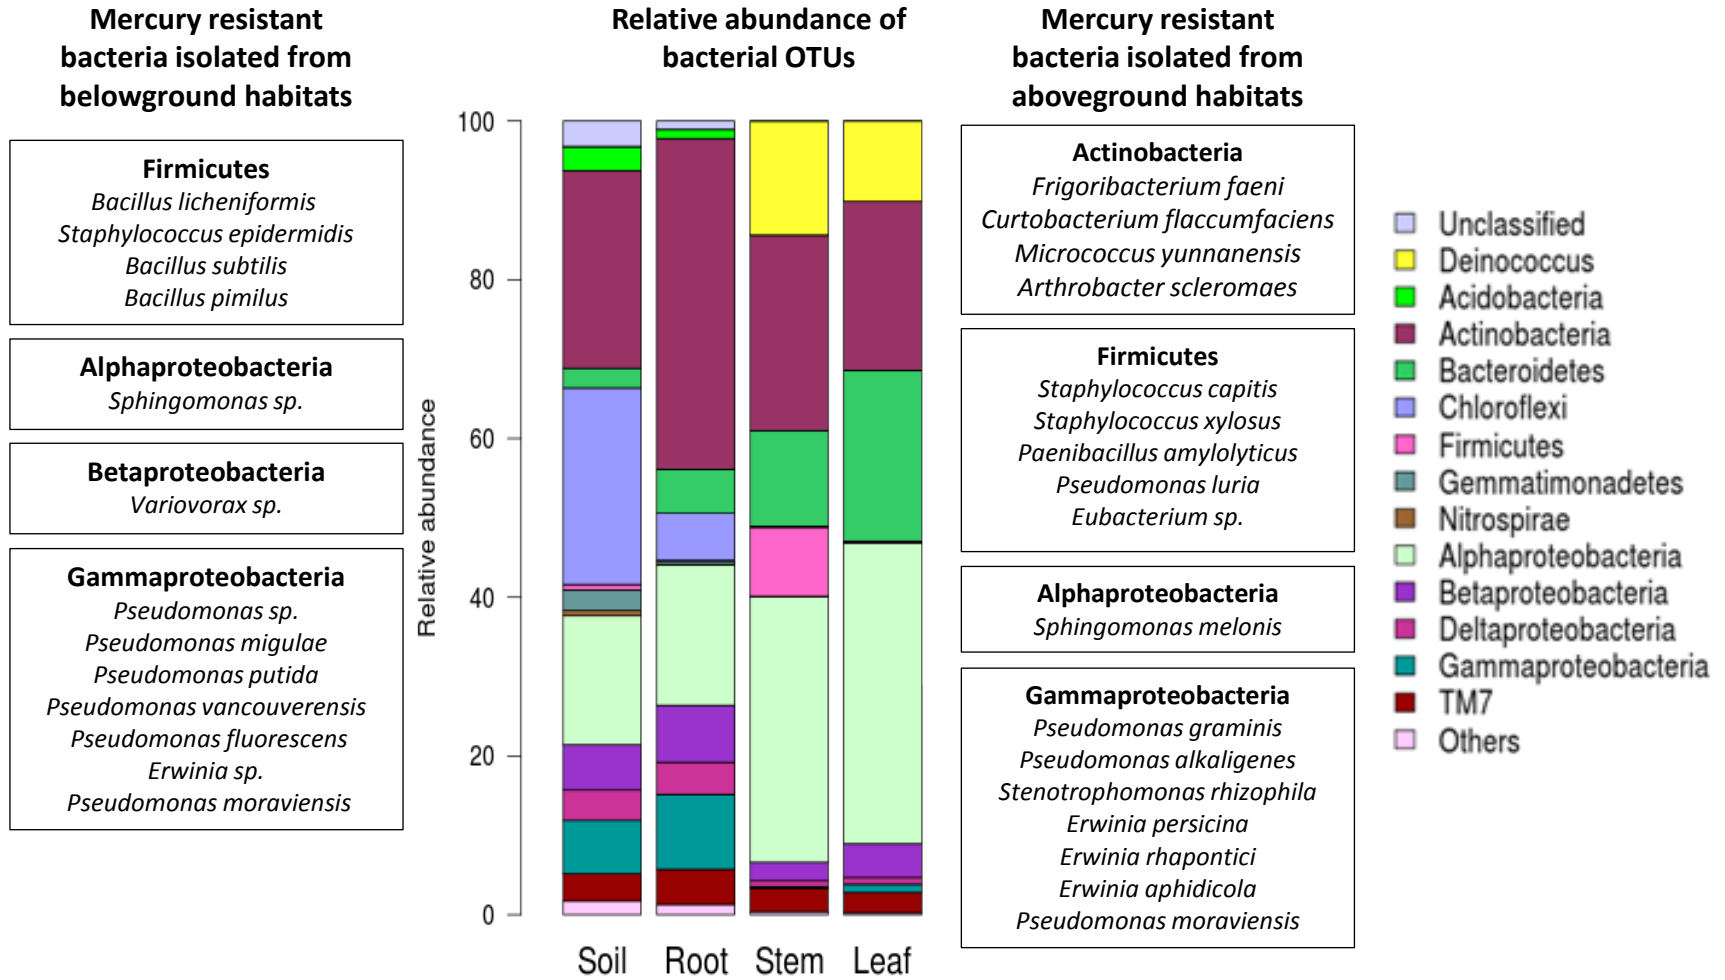 Mercury resistant
bacteria isolated from
belowground habitats
Firmicutes
Bacillus licheniformis
Staphylococcus epidermidis
Bacillus subtilis
Bacillus pimilus
Alphaproteobacteria
Sphingomonas sp.
Betaproteobacteria
Variovorax sp.
Gammaproteobacteria
Pseudomonas sp.
Pseudomonas migulae
Pseudomonas putida
Pseudomonas vancouverensis
Pseudomonas fluorescens
Erwinia sp.
Pseudomonas moraviensis
Relative abundance of
bacterial OTUs
Relative abundance
100
80
60
40
20
0
Soil Root Stem Leaf
Mercury resistant
bacteria isolated from
aboveground habitats
Actinobacteria
Frigoribacterium faeni
Curtobacterium flaccumfaciens
Micrococcus yunnanensis
Arthrobacter scleromaes
Firmicutes
Staphylococcus capitis
Staphylococcus xylosus
Paenibacillus amylolyticus
Pseudomonas luria
Eubacterium sp.
Alphaproteobacteria
Sphingomonas melonis
Gammaproteobacteria
Pseudomonas graminis
Pseudomonas alkaligenes
Stenotrophomonas rhizophila
Erwinia persicina
Erwinia rhapontici
Erwinia aphidicola
Pseudomonas moraviensis
Unclassified
Deinococcus
Acidobacteria
Actinobacteria
Bacteroidetes
Chloroflexi
Firmicutes
Gemmatimonadetes
Nitrospirae
Alphaproteobacteria
Betaproteobacteria
Deltaproteobacteria
Gammaproteobacteria
TM7
Others